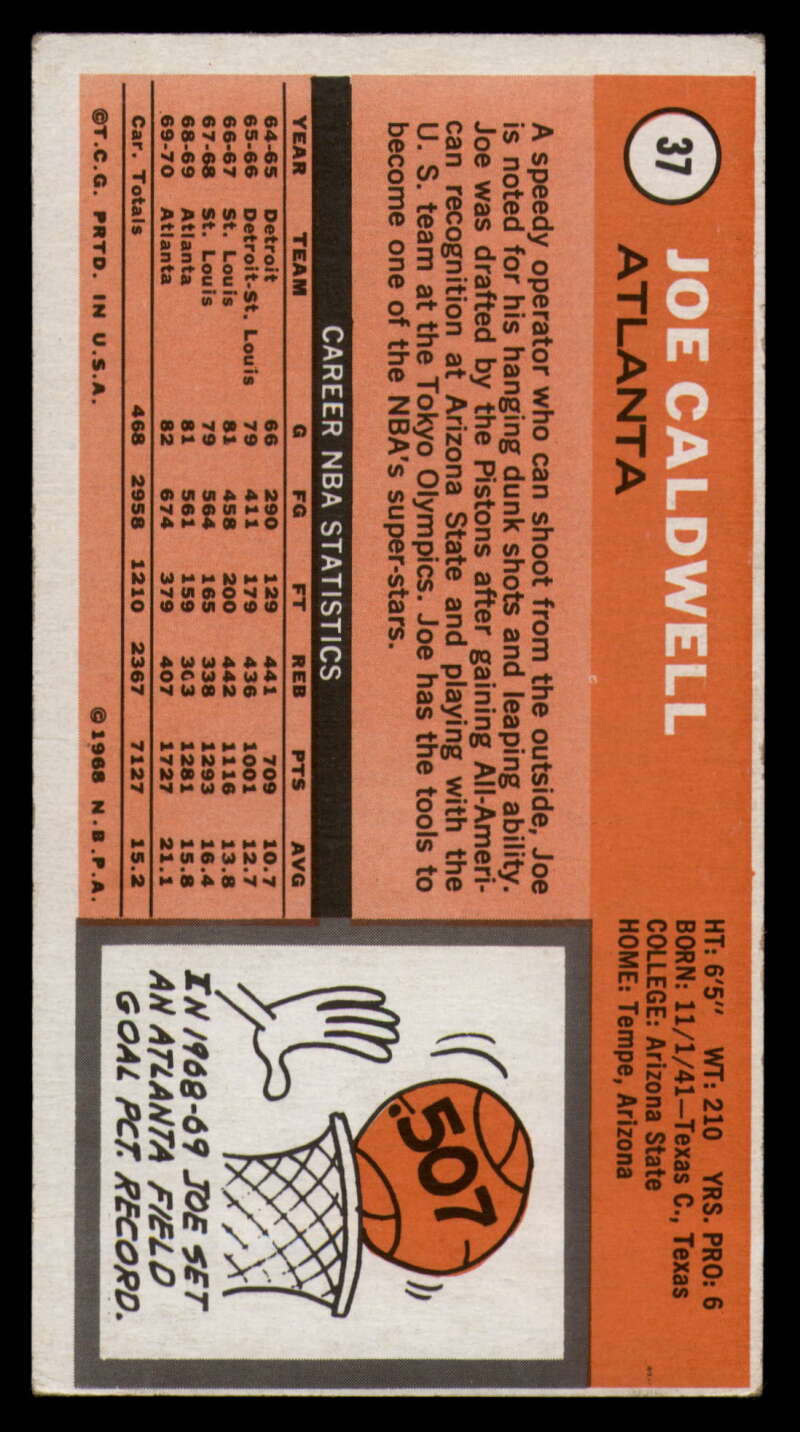 37
JOE CALDWELL
ATLANTA
HT: 6'5" WT: 210 YRS. PRO: 6
BORN: 11/1/41—Texas C., Texas
COLLEGE: Arizona State
HOME: Tempe, Arizona
A speedy operator who can shoot from the outside, Joe
is noted for his hanging dunk shots and leaping ability.
Joe was drafted by the Pistons after gaining All-Ameri-
can recognition at Arizona State and playing with the
U. S. team at the Tokyo Olympics. Joe has the tools to
become one of the NBA's super-stars.
CAREER NBA STATISTICS
YEAR TEAM G FG FT REB PTS AVG
64-65 Detroit 66 290 129 441 709 10.7
65-66 Detroit-St. Louis 79 411 179 436 1001 12.7
66-67 St. Louis 81 458 200 442 1116 13.8
67-68 St. Louis 79 564 165 338 1293 16.4
68-69 Atlanta 81 561 159 303 1281 15.8
69-70 Atlanta 82 674 379 407 1727 21.1
Car. Totals 468 2958 1210 2367 7127 15.2
©T.C.G. PRTD. IN U.S.A. ©1968 N.B.P.A.
.507
IN 1968-69 JOE SET
AN ATLANTA FIELD
GOAL PCT. RECORD.